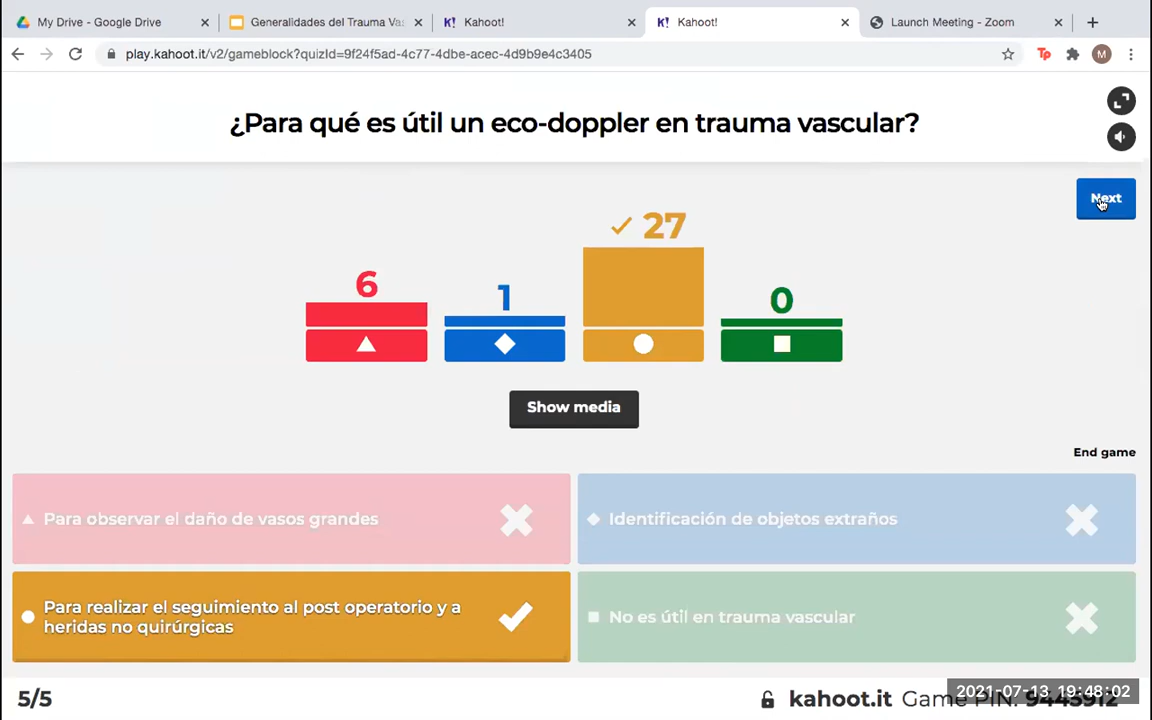 My Drive - Google Drive
Generalidades del Trauma Va
Kahoot!
Kahoot!
Launch Meeting - Zoom
play.kahoot.it/v2/gameblock?quizId=9f24f5ad-4c77-4dbe-acec-4d9b9e4c3405
Tp
M
¿Para qué es útil un eco-doppler en trauma vascular?
Next
6
1
27
0
Show media
End game
Para observar el daño de vasos grandes
Identificación de objetos extraños
Para realizar el seguimiento al post operatorio y a
heridas no quirúrgicas
No es útil en trauma vascular
5/5
kahoot.it Game PIN: 9445912
2021-07-13 19:48:02